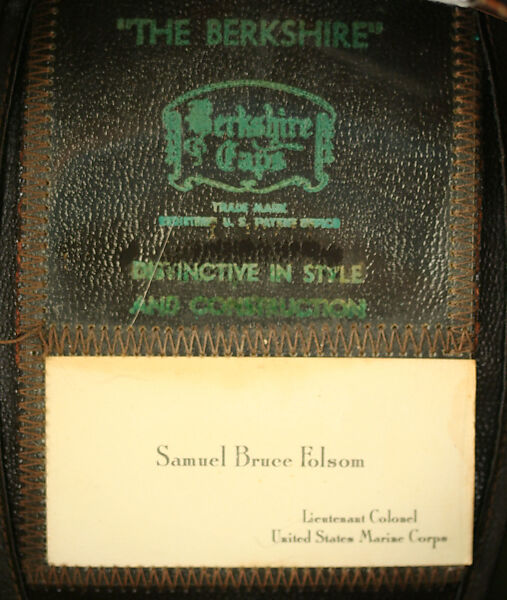 "THE BERKSHIRE"
Berkshire
Caps
TRADE MARK
REGISTERED U. S. PATENT OFFICE
DISTINCTIVE IN STYLE
AND CONSTRUCTION
Samuel Bruce Folsom
Lieutenant Colonel
United States Marine Corps